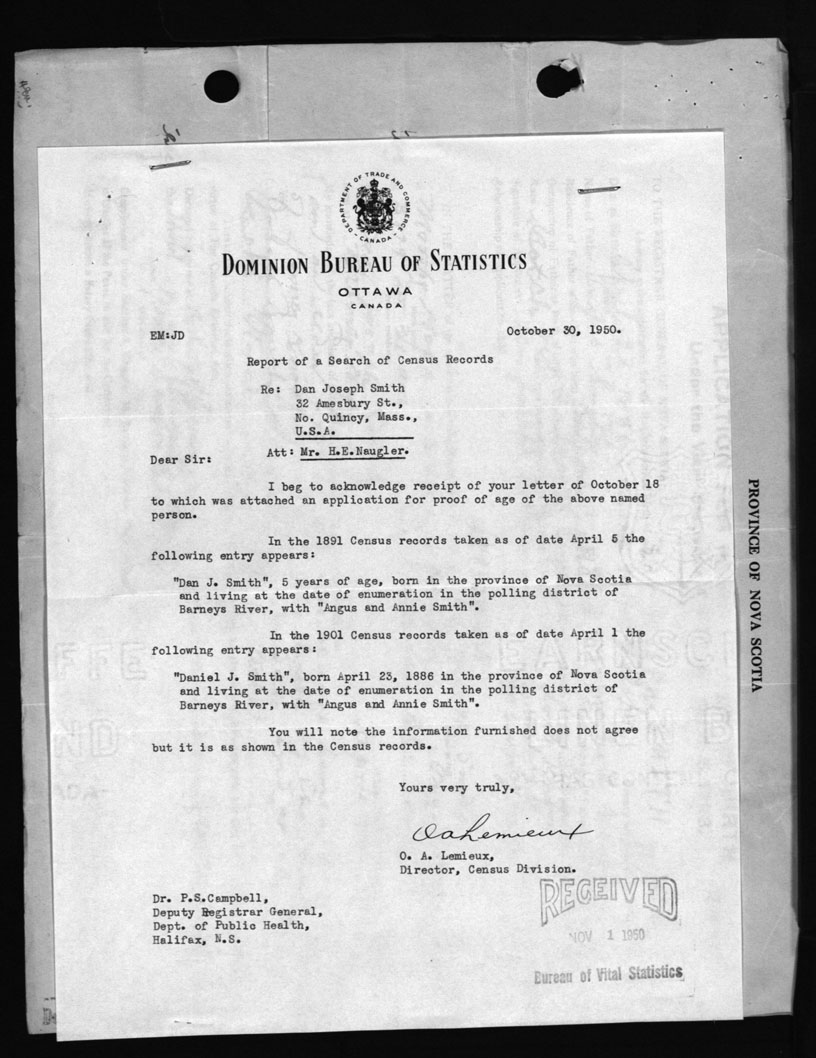 DEPARTMENT OF TRADE AND COMMERCE
- CANADA -
DOMINION BUREAU OF STATISTICS
OTTAWA
CANADA
EM:JD
October 30, 1950.
Report of a Search of Census Records
Re: Dan Joseph Smith
32 Amesbury St.,
No. Quincy, Mass.,
U.S.A.
Att: Mr. H.E.Naugler.
Dear Sir:
I beg to acknowledge receipt of your letter of October 18
to which was attached an application for proof of age of the above named
person.
In the 1891 Census records taken as of date April 5 the
following entry appears:
"Dan J. Smith", 5 years of age, born in the province of Nova Scotia
and living at the date of enumeration in the polling district of
Barneys River, with "Angus and Annie Smith".
In the 1901 Census records taken as of date April 1 the
following entry appears:
"Daniel J. Smith", born April 23, 1886 in the province of Nova Scotia
and living at the date of enumeration in the polling district of
Barneys River, with "Angus and Annie Smith".
You will note the information furnished does not agree
but it is as shown in the Census records.
Yours very truly,
OALemieux
O. A. Lemieux,
Director, Census Division.
Dr. P.S.Campbell,
Deputy Registrar General,
Dept. of Public Health,
Halifax, N.S.
RECEIVED
NOV 1 1950
Bureau of Vital Statistics
PROVINCE OF NOVA SCOTIA